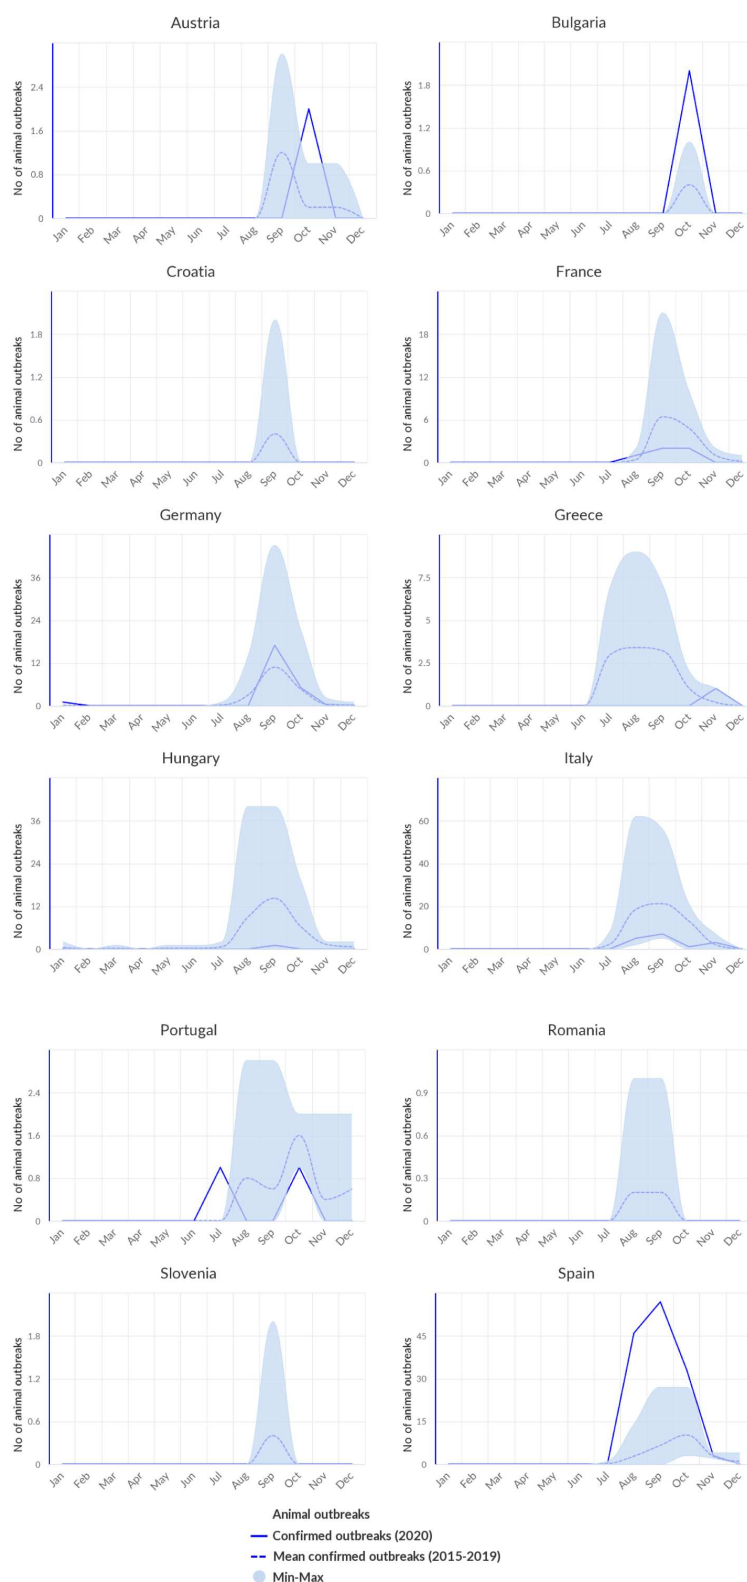 Austria
No of animal outbreaks
2.4
1.6
0.8
0
Jan Feb Mar Apr May Jun Jul Aug Sep Oct Nov Dec
Bulgaria
No of animal outbreaks
1.8
1.2
0.6
0
Jan Feb Mar Apr May Jun Jul Aug Sep Oct Nov Dec
Croatia
No of animal outbreaks
1.8
1.2
0.6
0
Jan Feb Mar Apr May Jun Jul Aug Sep Oct Nov Dec
France
No of animal outbreaks
18
12
6
0
Jan Feb Mar Apr May Jun Jul Aug Sep Oct Nov Dec
Germany
No of animal outbreaks
36
24
12
0
Jan Feb Mar Apr May Jun Jul Aug Sep Oct Nov Dec
Greece
No of animal outbreaks
7.5
5
2.5
0
Jan Feb Mar Apr May Jun Jul Aug Sep Oct Nov Dec
Hungary
No of animal outbreaks
36
24
12
0
Jan Feb Mar Apr May Jun Jul Aug Sep Oct Nov Dec
Italy
No of animal outbreaks
60
40
20
0
Jan Feb Mar Apr May Jun Jul Aug Sep Oct Nov Dec
Portugal
No of animal outbreaks
2.4
1.6
0.8
0
Jan Feb Mar Apr May Jun Jul Aug Sep Oct Nov Dec
Romania
No of animal outbreaks
0.9
0.6
0.3
0
Jan Feb Mar Apr May Jun Jul Aug Sep Oct Nov Dec
Slovenia
No of animal outbreaks
1.8
1.2
0.6
0
Jan Feb Mar Apr May Jun Jul Aug Sep Oct Nov Dec
Spain
No of animal outbreaks
45
30
15
0
Jan Feb Mar Apr May Jun Jul Aug Sep Oct Nov Dec
Animal outbreaks
Confirmed outbreaks (2020)
Mean confirmed outbreaks (2015-2019)
Min-Max